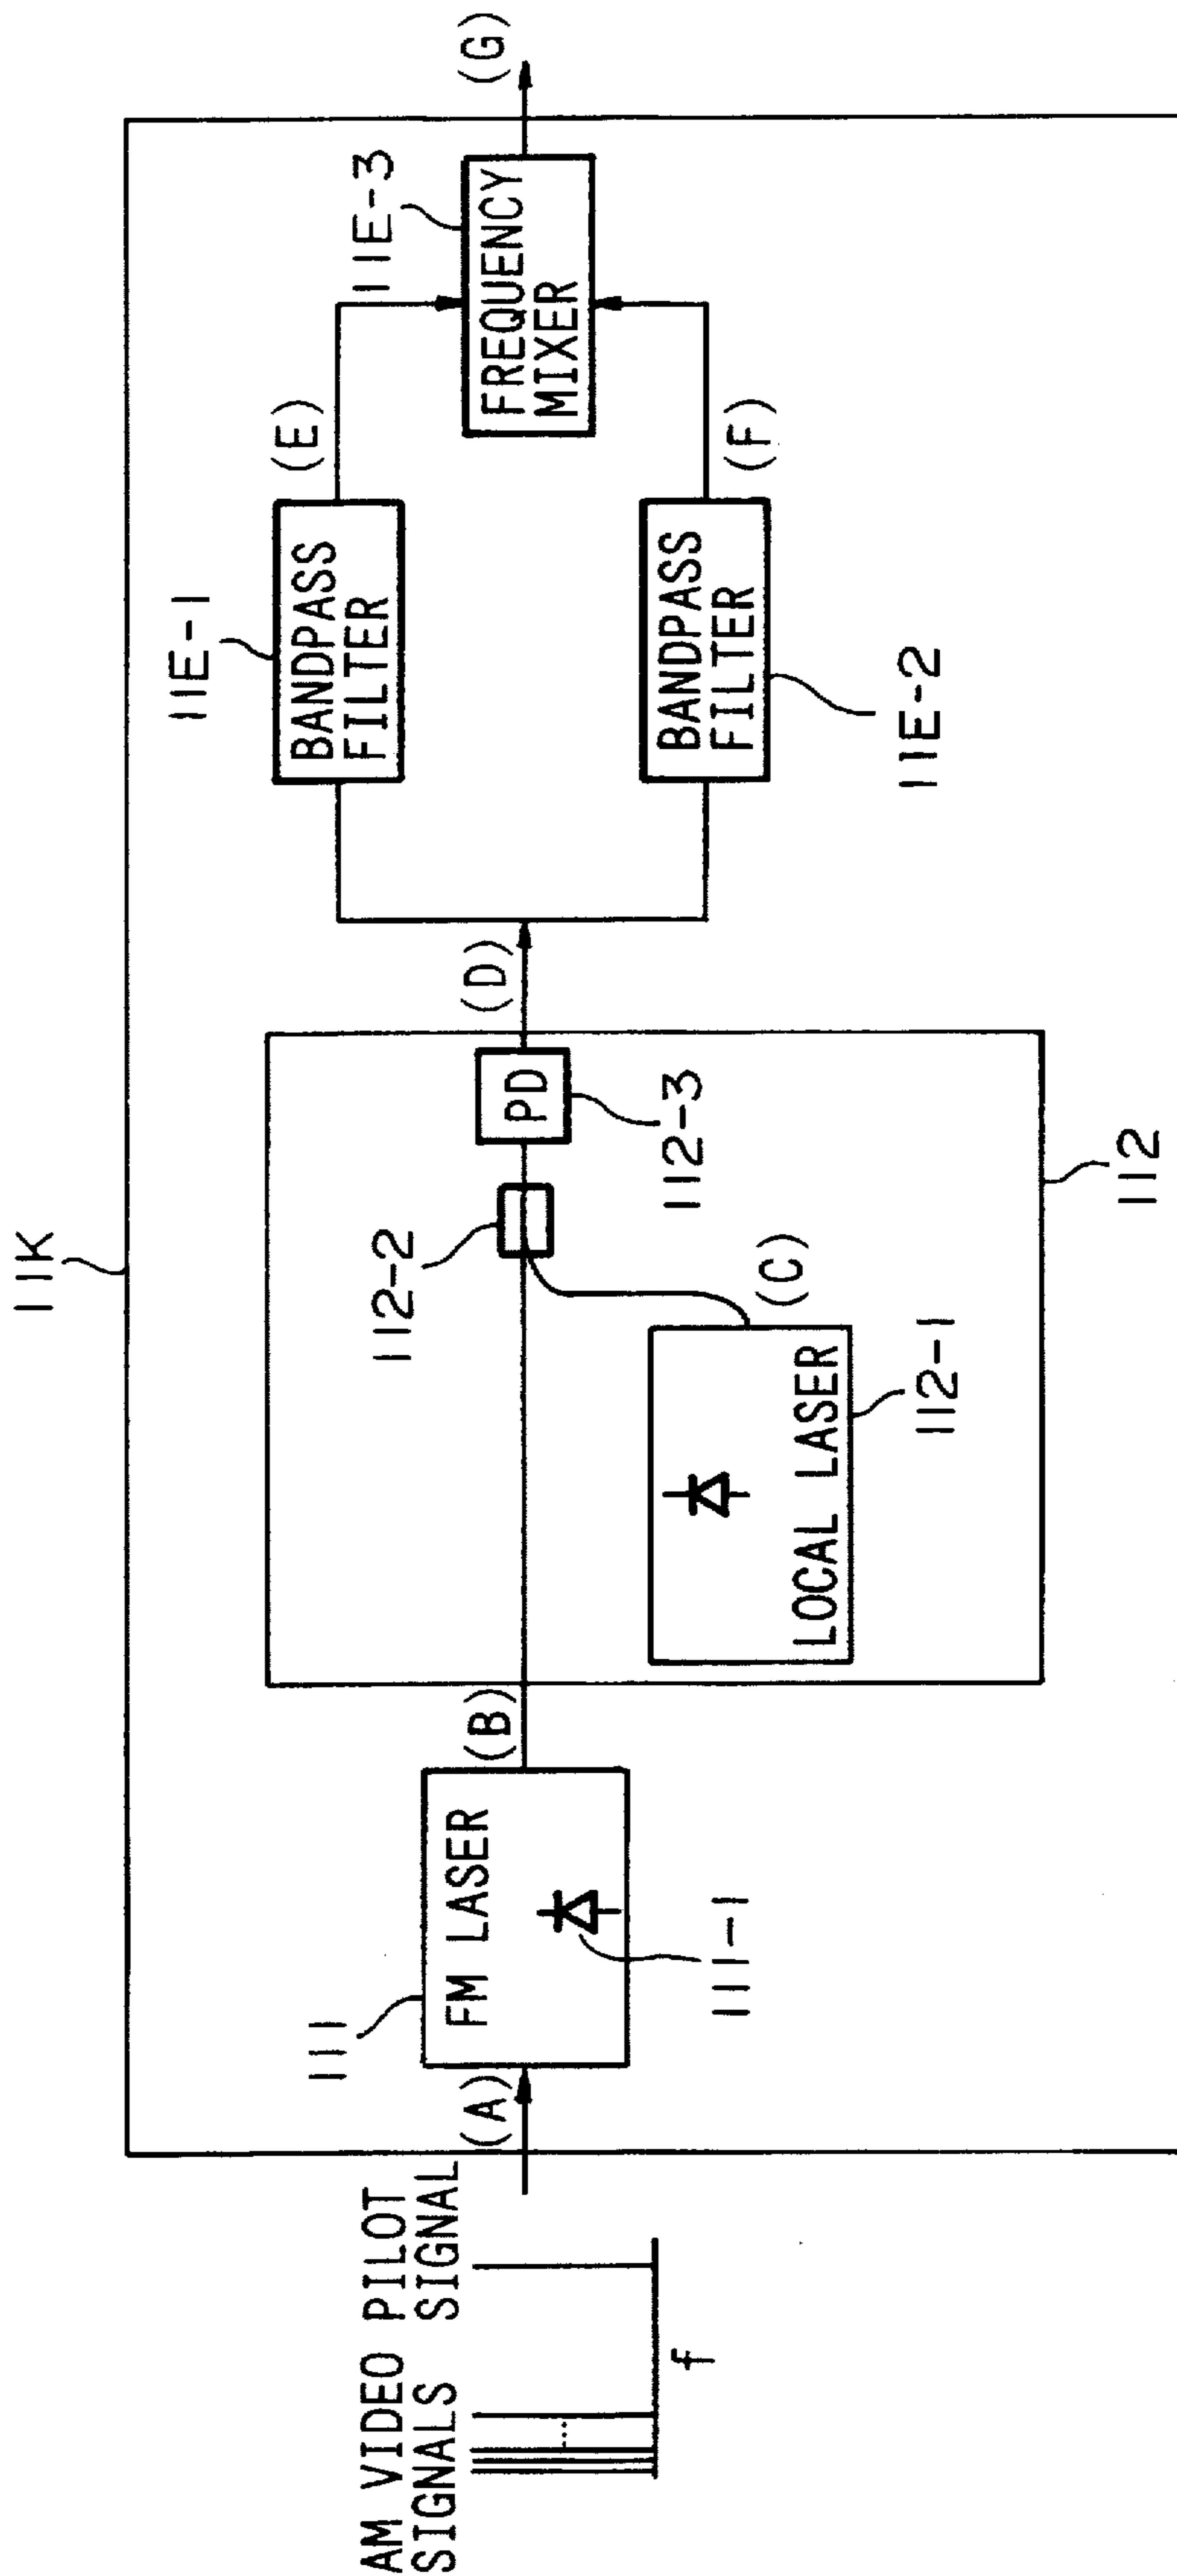 11K
AM VIDEO
SIGNALS
PILOT
SIGNAL
f
(A)
111
FM LASER
111-1
(B)
112-2
PD
112-3
(C)
LOCAL LASER
112-1
112
(D)
11E-1
BANDPASS
FILTER
(E)
BANDPASS
FILTER
11E-2
(F)
11E-3
FREQUENCY
MIXER
(G)